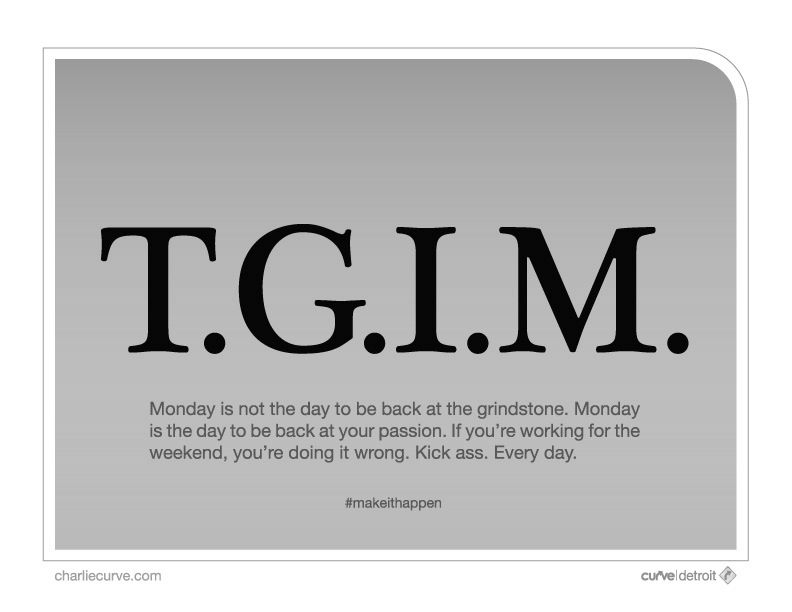 T.G.I.M.
Monday is not the day to be back at the grindstone. Monday
is the day to be back at your passion. If you’re working for the
weekend, you’re doing it wrong. Kick ass. Every day.
#makeithappen
charliecurve.com
curve|detroit